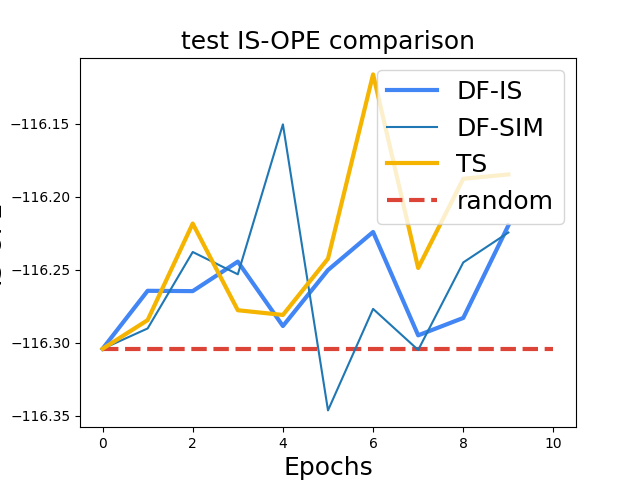 test IS-OPE comparison
DF-IS
DF-SIM
TS
random
−116.15
−116.20
−116.25
−116.30
−116.35
0 2 4 6 8 10
Epochs